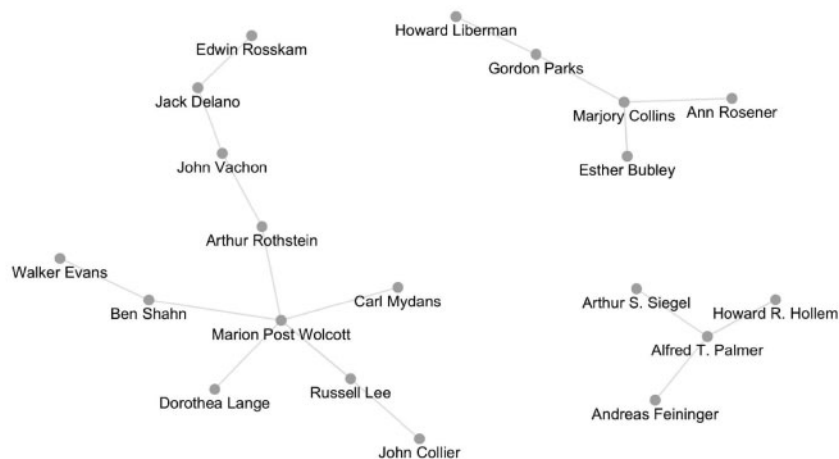 Howard Liberman
Edwin Rosskam
Gordon Parks
Jack Delano
Marjory Collins
Ann Rosener
John Vachon
Esther Bubley
Arthur Rothstein
Walker Evans
Carl Mydans
Arthur S. Siegel
Ben Shahn
Howard R. Hollem
Marion Post Wolcott
Alfred T. Palmer
Dorothea Lange
Russell Lee
Andreas Feininger
John Collier